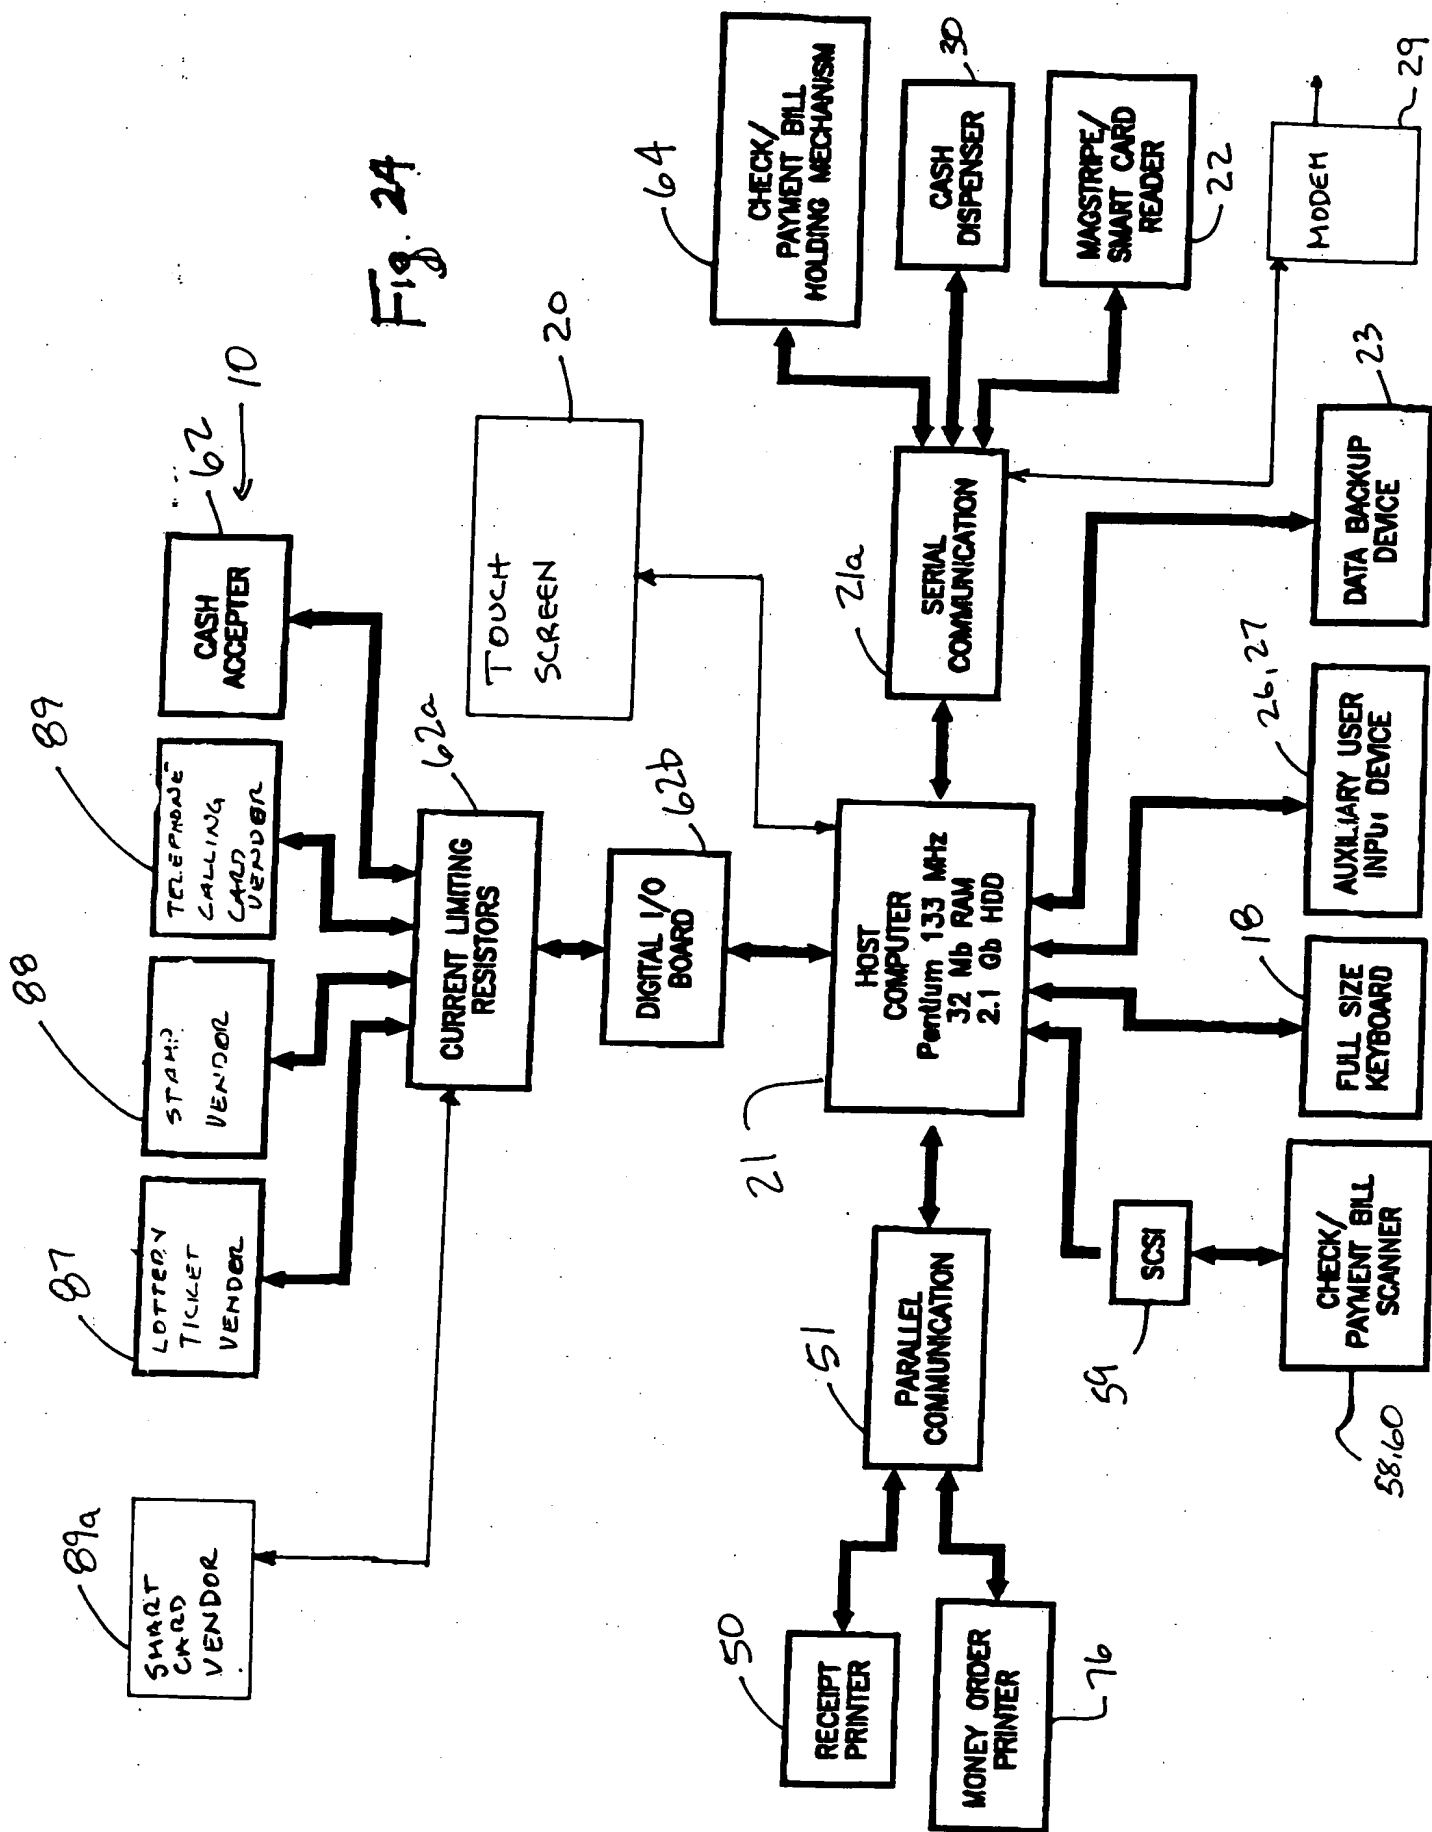 Fig. 24
10
SMART
CARD
VENDOR
89a
LOTTERY
TICKET
VENDER
87
STAMP
VENDOR
88
TELEPHONE
CALLING
CARD
VENDER
89
CASH
ACCEPTER
62
CURRENT LIMITING
RESISTORS
62a
TOUCH
SCREEN
20
DIGITAL I/O
BOARD
62b
CHECK/
PAYMENT BILL
HOLDING MECHANISM
64
RECEIPT
PRINTER
50
MONEY ORDER
PRINTER
76
PARALLEL
COMMUNICATION
51
HOST
COMPUTER
Pentium 133 MHz
32 Mb RAM
2.1 Gb HDD
21
SERIAL
COMMUNICATION
21a
CASH
DISPENSER
30
MAGSTRIPE/
SMART CARD
READER
22
MODEM
29
SCSI
59
CHECK/
PAYMENT BILL
SCANNER
58,60
FULL SIZE
KEYBOARD
18
AUXILIARY USER
INPUT DEVICE
26,27
DATA BACKUP
DEVICE
23